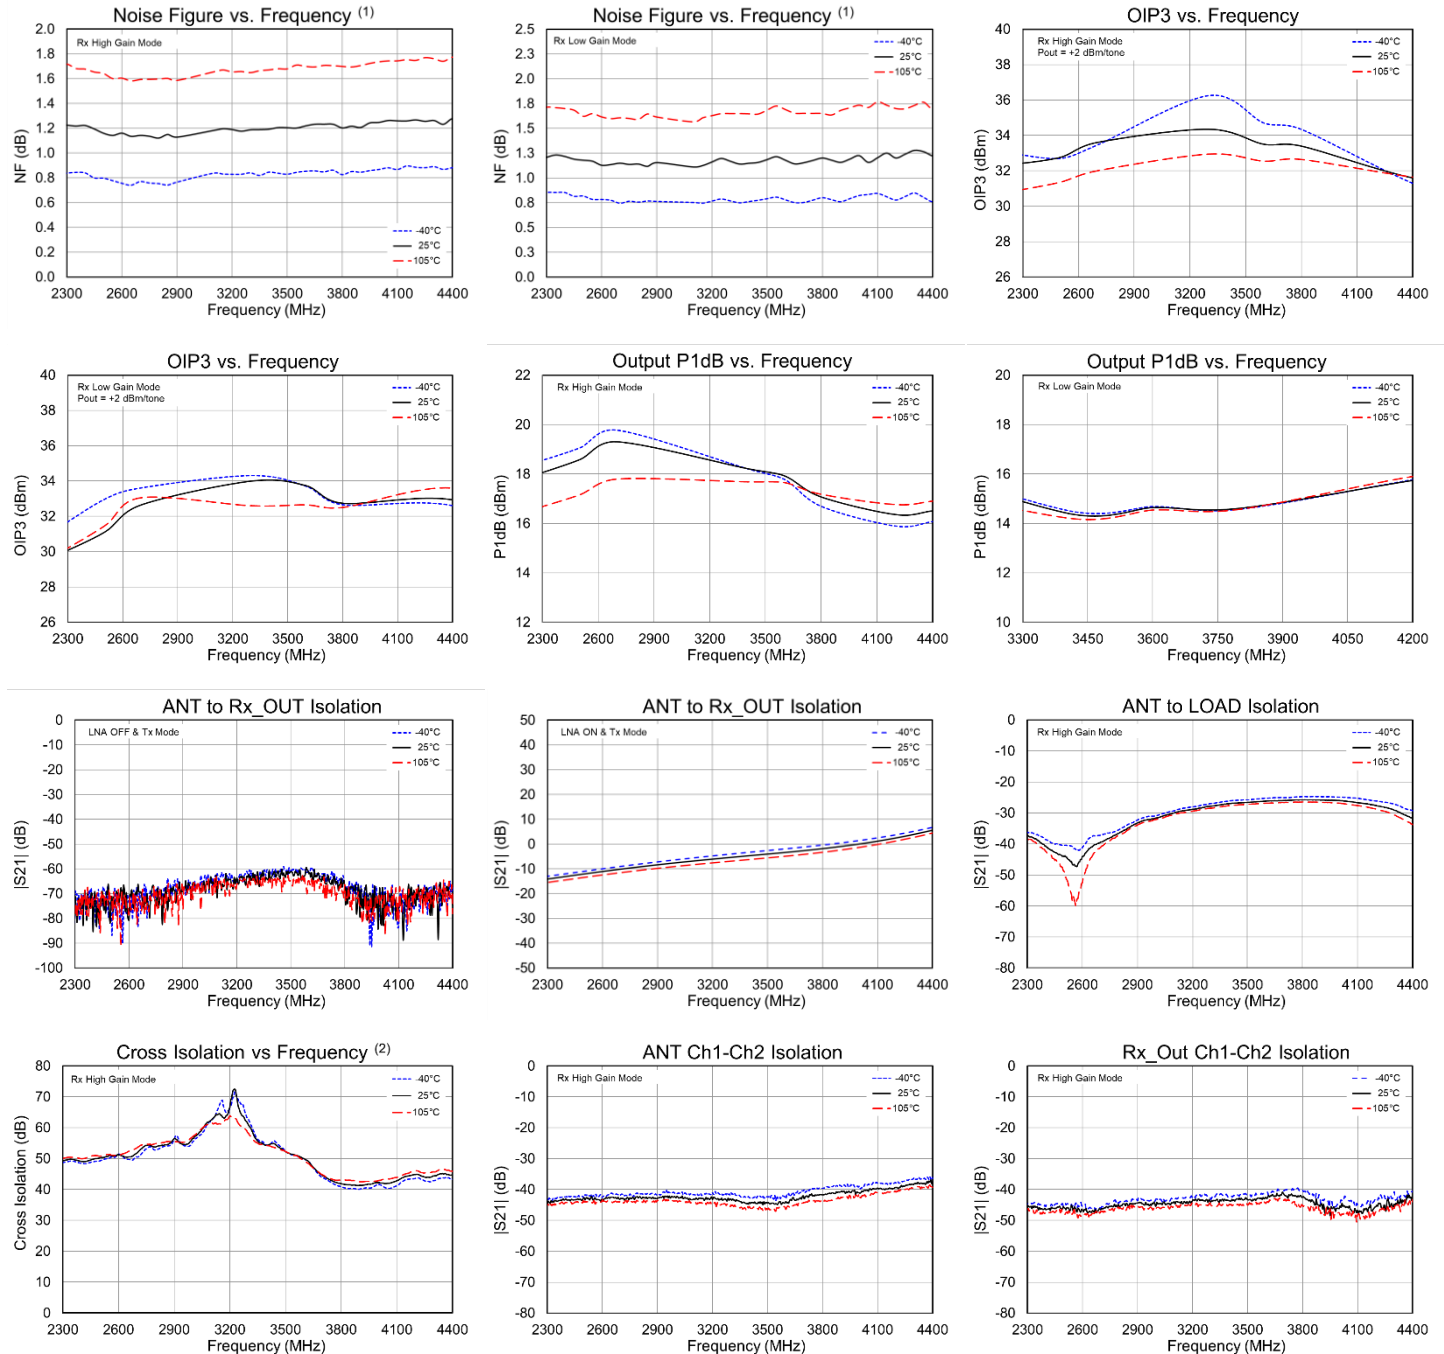 Noise Figure vs. Frequency (1)
Rx High Gain Mode
2.0
1.8
1.6
1.4
1.2
1.0
0.8
0.6
0.4
0.2
0.0
NF (dB)
-40°C
25°C
105°C
2300 2600 2900 3200 3500 3800 4100 4400
Frequency (MHz)
Noise Figure vs. Frequency (1)
Rx Low Gain Mode
-40°C
25°C
105°C
2.5
2.3
2.0
1.8
1.5
1.3
1.0
0.8
0.5
0.3
0.0
NF (dB)
2300 2600 2900 3200 3500 3800 4100 4400
Frequency (MHz)
OIP3 vs. Frequency
Rx High Gain Mode
Pout = +2 dBm/tone
-40°C
25°C
105°C
40
38
36
34
32
30
28
26
OIP3 (dBm)
2300 2600 2900 3200 3500 3800 4100 4400
Frequency (MHz)
OIP3 vs. Frequency
Rx Low Gain Mode
Pout = +2 dBm/tone
-40°C
25°C
105°C
40
38
36
34
32
30
28
26
OIP3 (dBm)
2300 2600 2900 3200 3500 3800 4100 4400
Frequency (MHz)
Output P1dB vs. Frequency
Rx High Gain Mode
-40°C
25°C
105°C
22
20
18
16
14
12
P1dB (dBm)
2300 2600 2900 3200 3500 3800 4100 4400
Frequency (MHz)
Output P1dB vs. Frequency
Rx Low Gain Mode
-40°C
25°C
105°C
20
18
16
14
12
10
P1dB (dBm)
3300 3450 3600 3750 3900 4050 4200
Frequency (MHz)
ANT to Rx_OUT Isolation
LNA OFF & Tx Mode
-40°C
25°C
105°C
0
-10
-20
-30
-40
-50
-60
-70
-80
-90
-100
|S21| (dB)
2300 2600 2900 3200 3500 3800 4100 4400
Frequency (MHz)
ANT to Rx_OUT Isolation
LNA ON & Tx Mode
-40°C
25°C
105°C
50
40
30
20
10
0
-10
-20
-30
-40
-50
|S21| (dB)
2300 2600 2900 3200 3500 3800 4100 4400
Frequency (MHz)
ANT to LOAD Isolation
Rx High Gain Mode
-40°C
25°C
105°C
0
-10
-20
-30
-40
-50
-60
-70
-80
|S21| (dB)
2300 2600 2900 3200 3500 3800 4100 4400
Frequency (MHz)
Cross Isolation vs Frequency (2)
Rx High Gain Mode
-40°C
25°C
105°C
80
70
60
50
40
30
20
10
0
Cross Isolation (dB)
2300 2600 2900 3200 3500 3800 4100 4400
Frequency (MHz)
ANT Ch1-Ch2 Isolation
Rx High Gain Mode
-40°C
25°C
105°C
0
-10
-20
-30
-40
-50
-60
-70
-80
|S21| (dB)
2300 2600 2900 3200 3500 3800 4100 4400
Frequency (MHz)
Rx_Out Ch1-Ch2 Isolation
Rx High Gain Mode
-40°C
25°C
105°C
0
-10
-20
-30
-40
-50
-60
-70
-80
|S21| (dB)
2300 2600 2900 3200 3500 3800 4100 4400
Frequency (MHz)